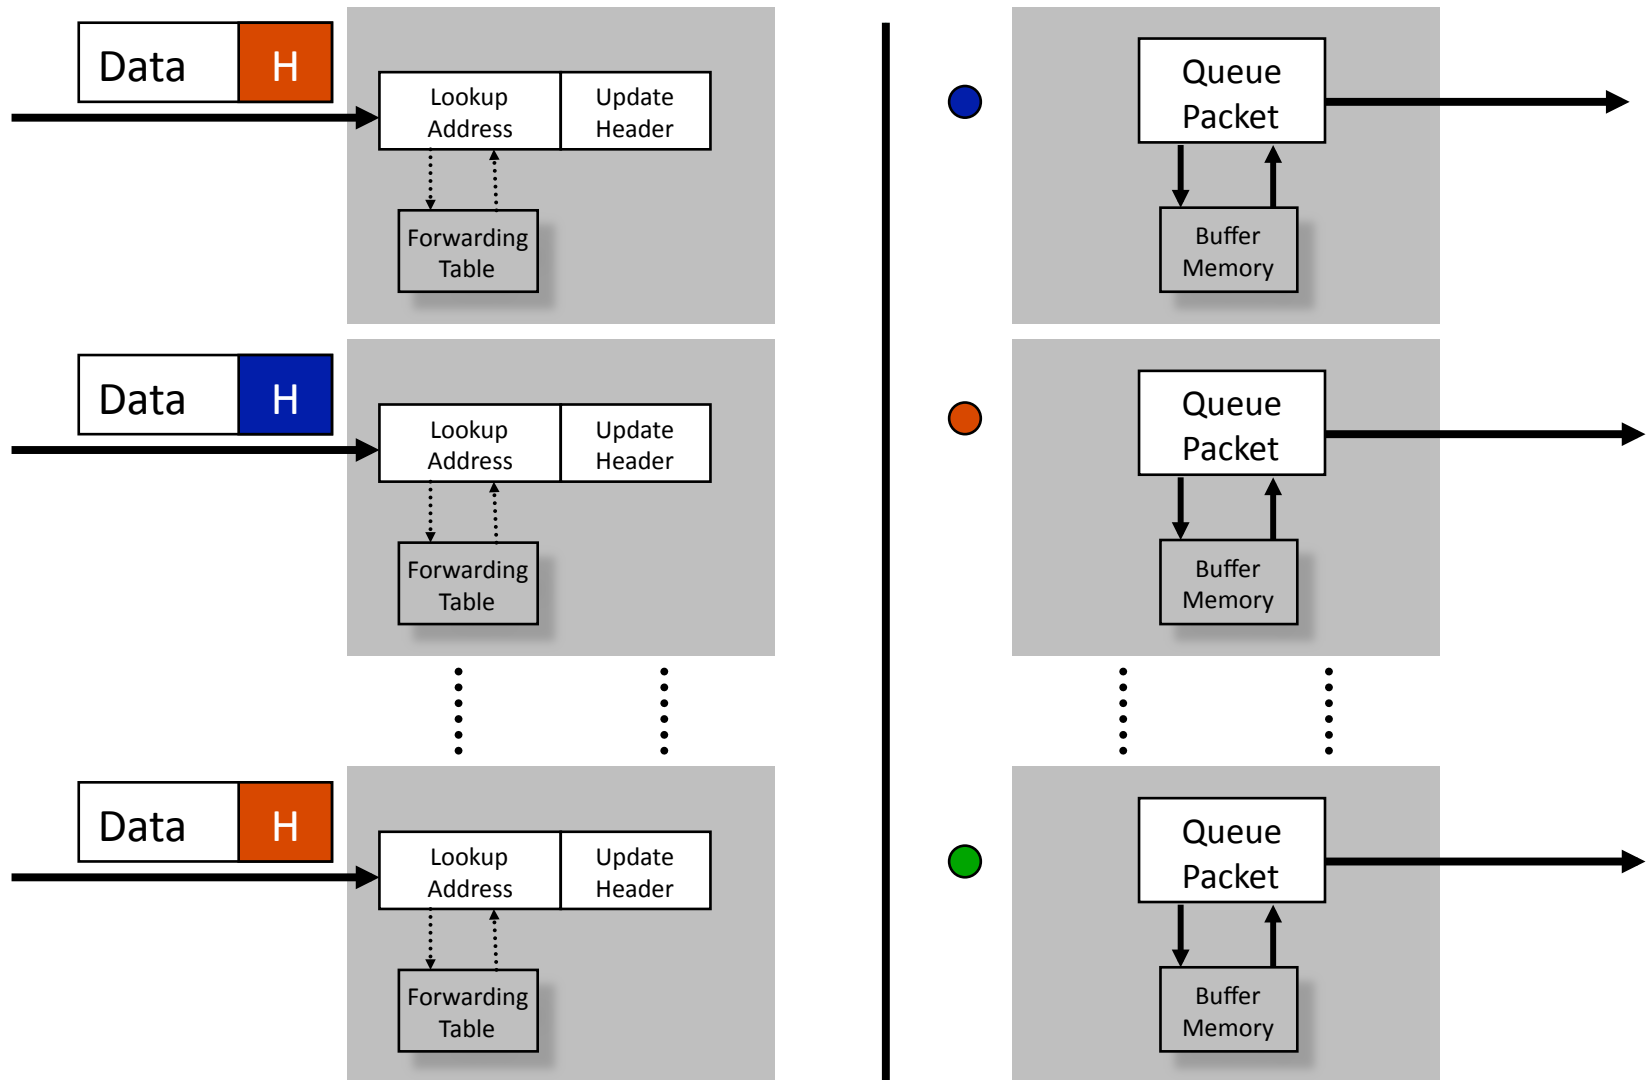 Data H
Lookup
Address
Update
Header
Forwarding
Table
Queue
Packet
Buffer
Memory
Data H
Lookup
Address
Update
Header
Forwarding
Table
Queue
Packet
Buffer
Memory
Data H
Lookup
Address
Update
Header
Forwarding
Table
Queue
Packet
Buffer
Memory